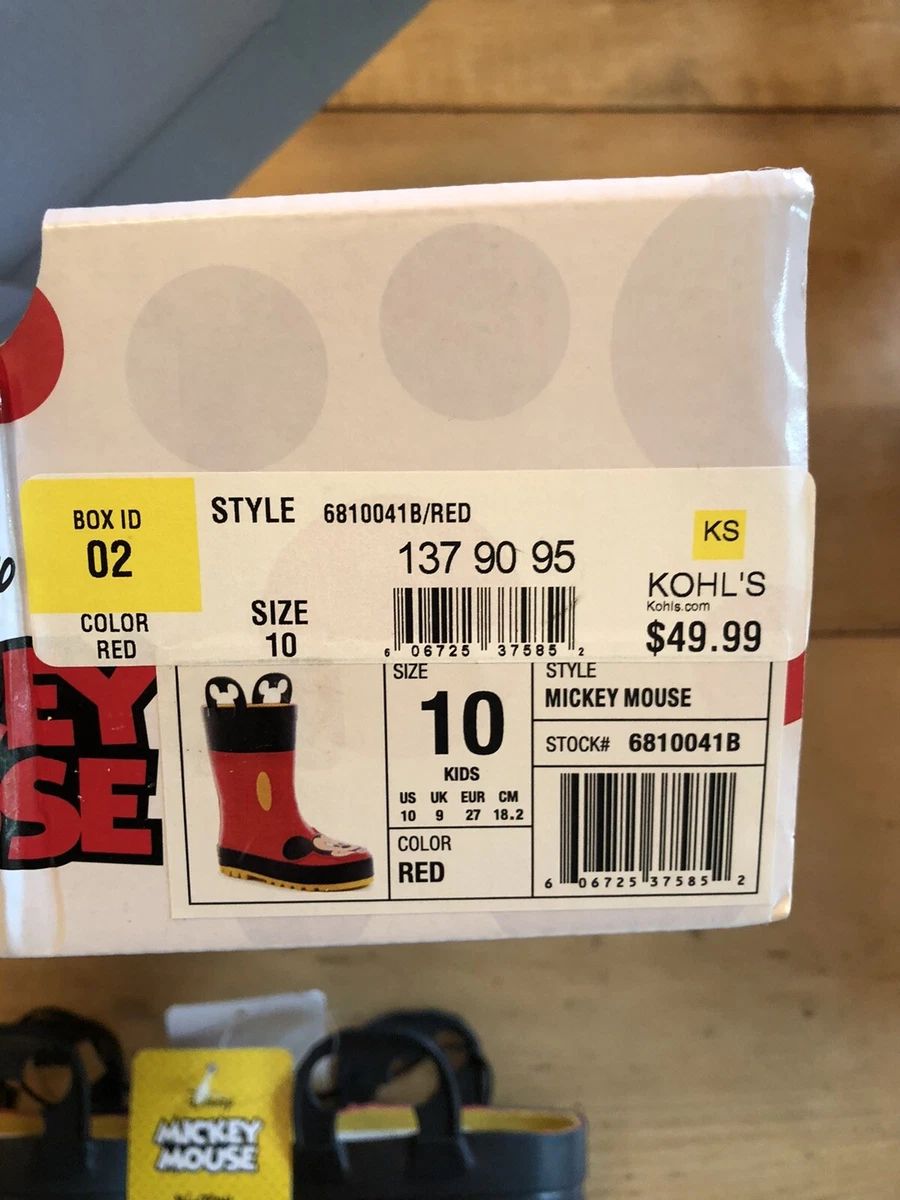 BOX ID
02
COLOR
RED
STYLE 6810041B/RED
137 90 95
SIZE
10
6 06725 37585 2
KS
KOHL'S
Kohls.com
$49.99
EY
SE
SIZE
10
KIDS
US UK EUR CM
10 9 27 18.2
COLOR
RED
STYLE
MICKEY MOUSE
STOCK# 6810041B
6 06725 37585 2
Disney
MICKEY
MOUSE